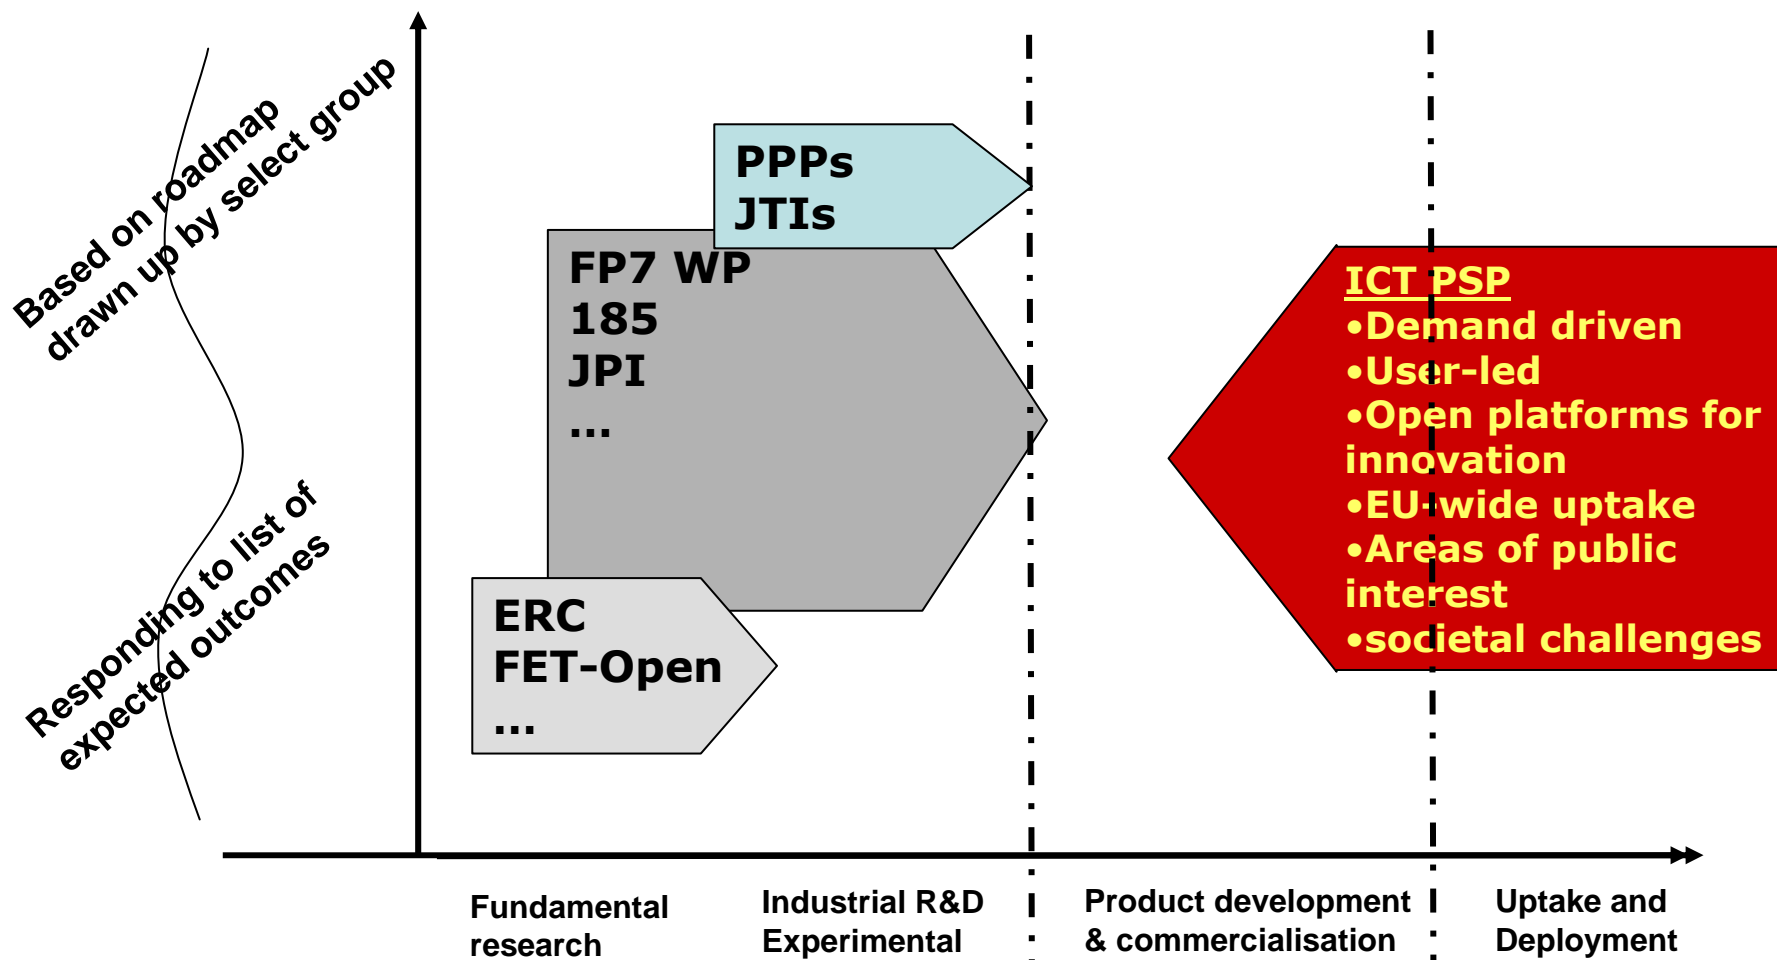 Based on roadmap
drawn up by select group
Responding to list of
expected outcomes
PPPs
JTIs
FP7 WP
185
JPI
...
ERC
FET-Open
...
ICT PSP
•Demand driven
•User-led
•Open platforms for
innovation
•EU-wide uptake
•Areas of public
interest
•societal challenges
Fundamental
research
Industrial R&D
Experimental
Product development
& commercialisation
Uptake and
Deployment